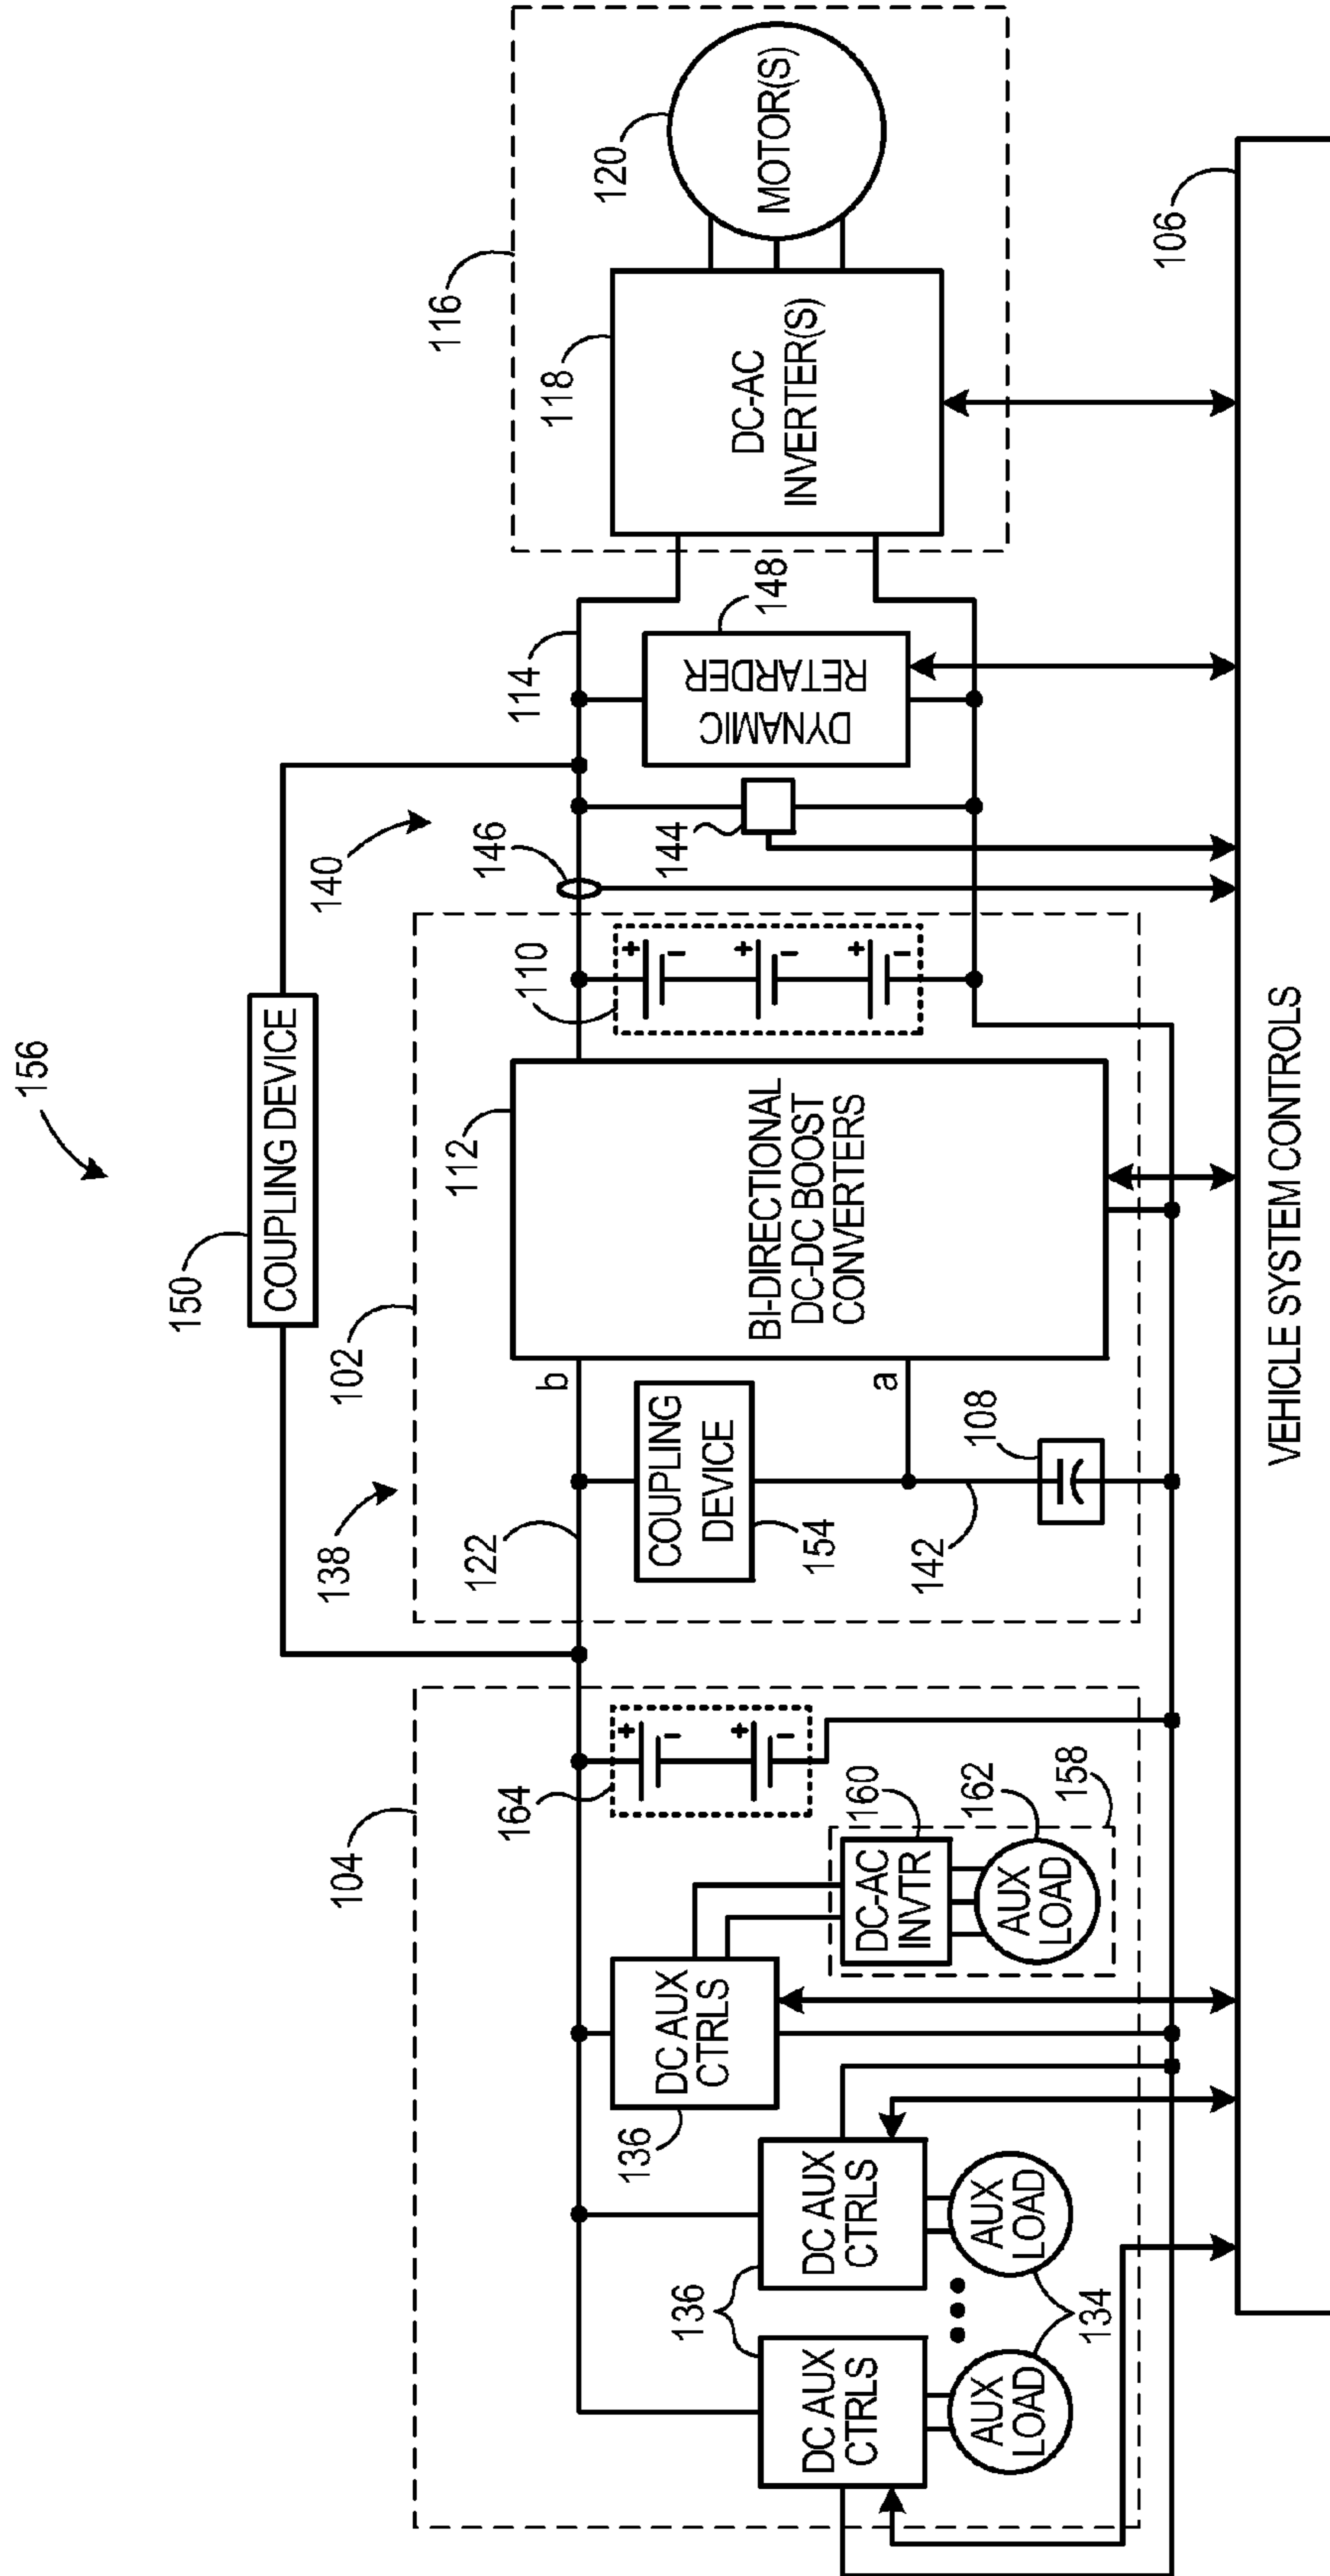 156
150
COUPLING DEVICE
140
138
102
104
116
146
114
122
112
110
118
120
164
b
a
COUPLING
DEVICE
154
142
108
BI-DIRECTIONAL
DC-DC BOOST
CONVERTERS
+
-
+
-
+
-
144
DYNAMIC
RETARDER
148
DC-AC
INVERTER(S)
MOTOR(S)
+
-
+
-
DC AUX
CTRLS
136
160
162
158
DC-AC
INVTR
AUX
LOAD
136
DC AUX
CTRLS
DC AUX
CTRLS
AUX
LOAD
AUX
LOAD
134
106
VEHICLE SYSTEM CONTROLS